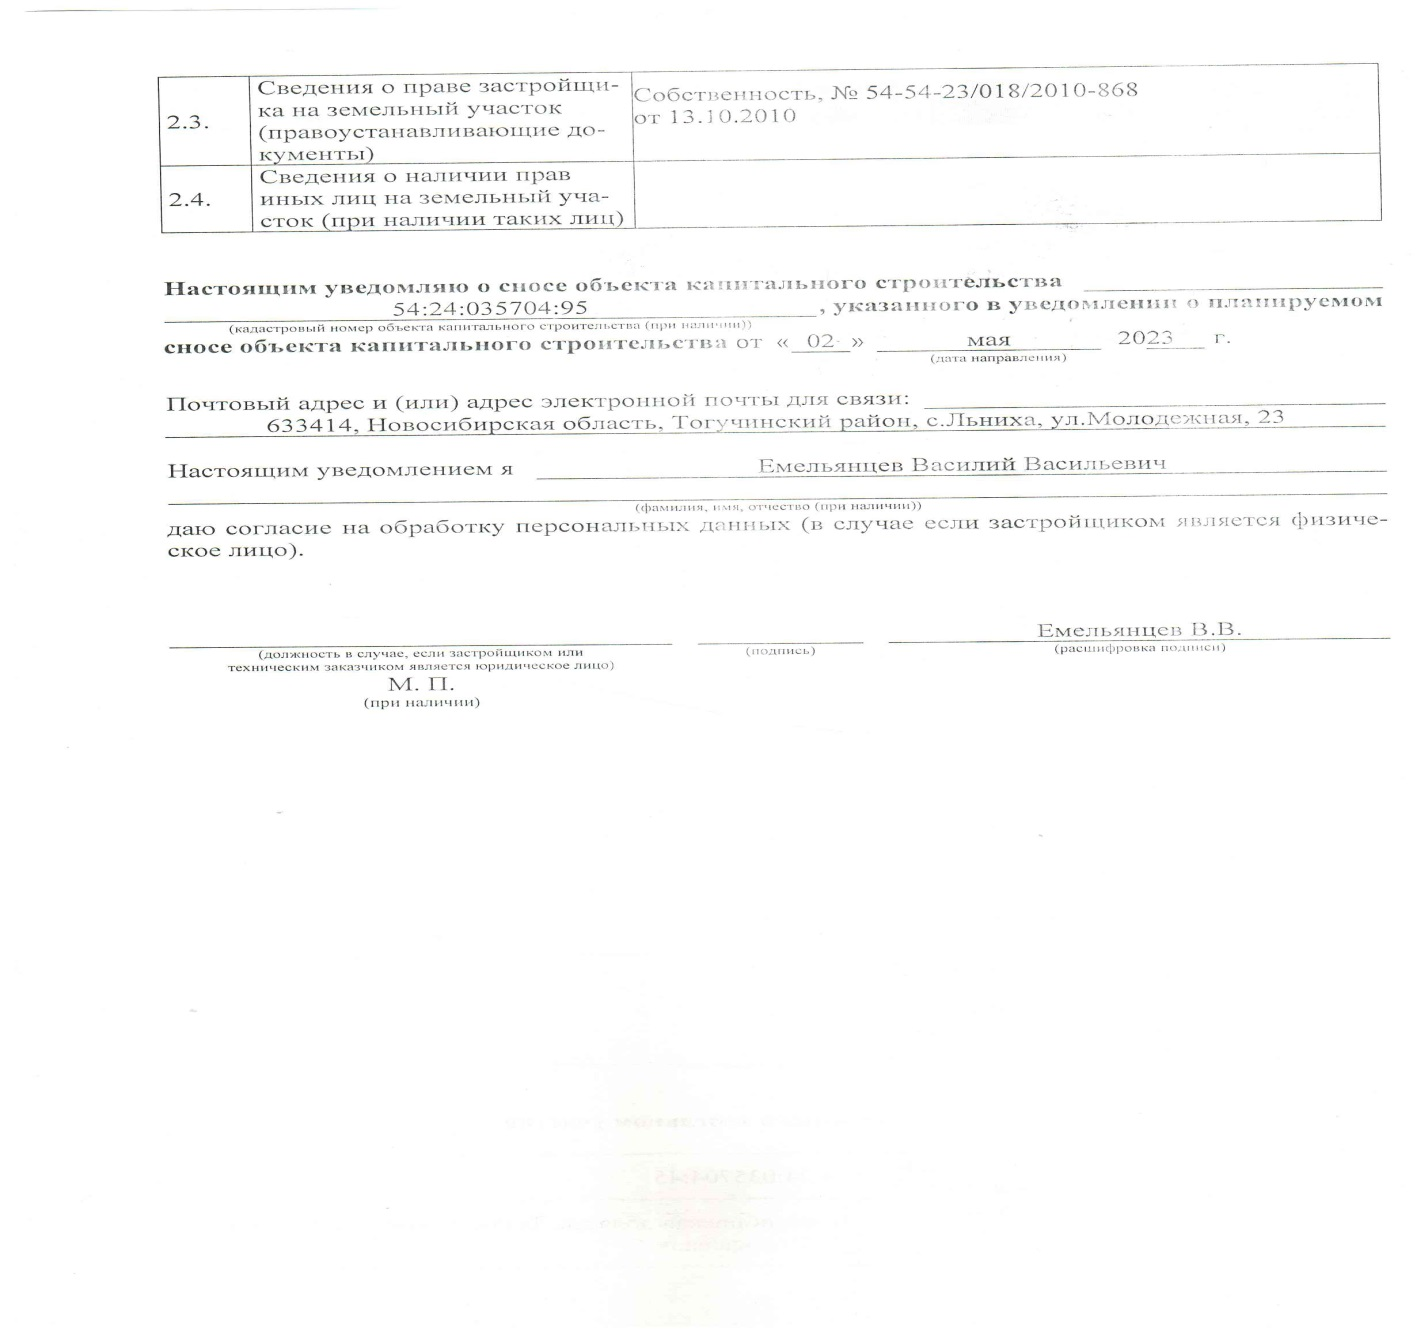 2.3.
Сведения о праве застройщи-
ка на земельный участок
(правоустанавливающие до-
кументы)
Собственность, № 54-54-23/018/2010-868
от 13.10.2010
2.4.
Сведения о наличии прав
иных лиц на земельный уча-
сток (при наличии таких лиц)
Настоящим уведомляю о сносе объекта капитального строительства
54:24:035704:95 , указанного в уведомлении о планируемом
(кадастровый номер объекта капитального строительства (при наличии))
сносе объекта капитального строительства от « 02 » мая 2023 г.
(дата направления)
Почтовый адрес и (или) адрес электронной почты для связи:
633414, Новосибирская область, Тогучинский район, с.Льниха, ул.Молодежная, 23
Настоящим уведомлением я Емельянцев Василий Васильевич
(фамилия, имя, отчество (при наличии))
даю согласие на обработку персональных данных (в случае если застройщиком является физиче-
ское лицо).
Емельянцев В.В.
(должность в случае, если застройщиком или
техническим заказчиком является юридическое лицо)
(подпись)
(расшифровка подписи)
М. П.
(при наличии)